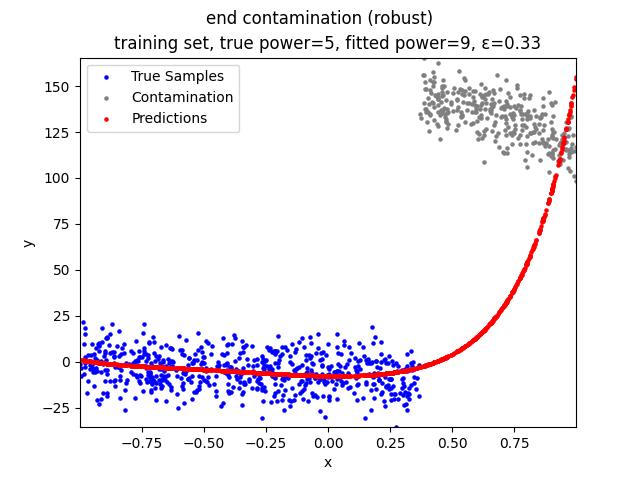 end contamination (robust)
training set, true power=5, fitted power=9, ε=0.33
True Samples
Contamination
Predictions
y
150
125
100
75
50
25
0
−25
−0.75
−0.50
−0.25
0.00
0.25
0.50
0.75
x